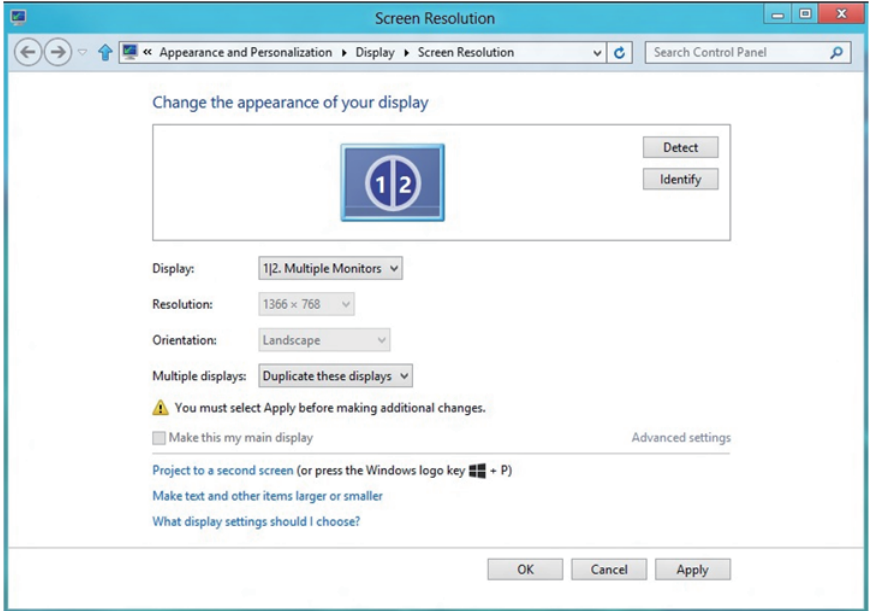 Screen Resolution
« Appearance and Personalization ▸ Display ▸ Screen Resolution
Search Control Panel
Change the appearance of your display
1 2
Detect
Identify
Display: 1|2. Multiple Monitors
Resolution: 1366 × 768
Orientation: Landscape
Multiple displays: Duplicate these displays
You must select Apply before making additional changes.
Make this my main display Advanced settings
Project to a second screen (or press the Windows logo key + P)
Make text and other items larger or smaller
What display settings should I choose?
OK Cancel Apply